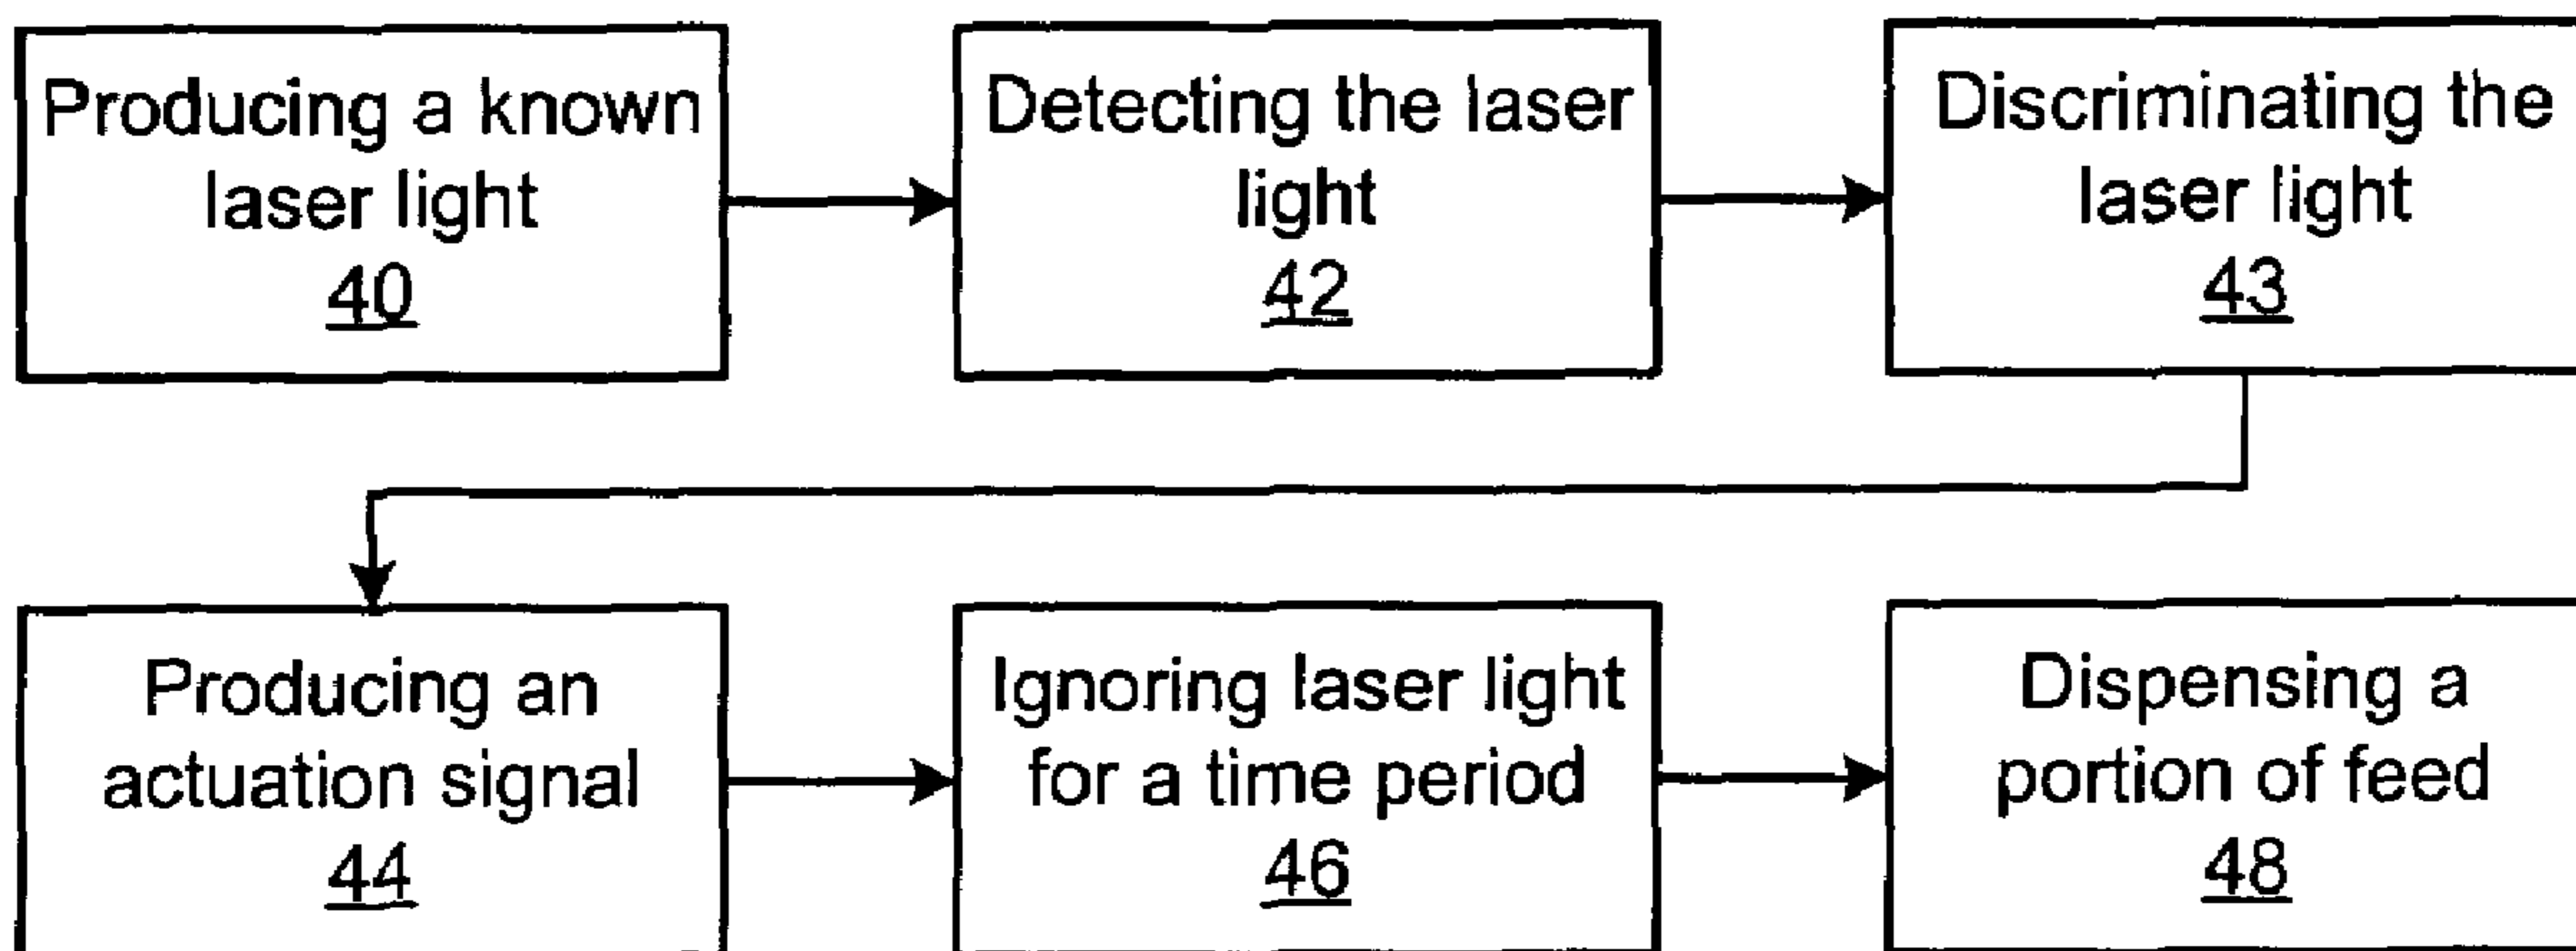 Producing a known
laser light
40
Detecting the laser
light
42
Discriminating the
laser light
43
Producing an
actuation signal
44
Ignoring laser light
for a time period
46
Dispensing a
portion of feed
48